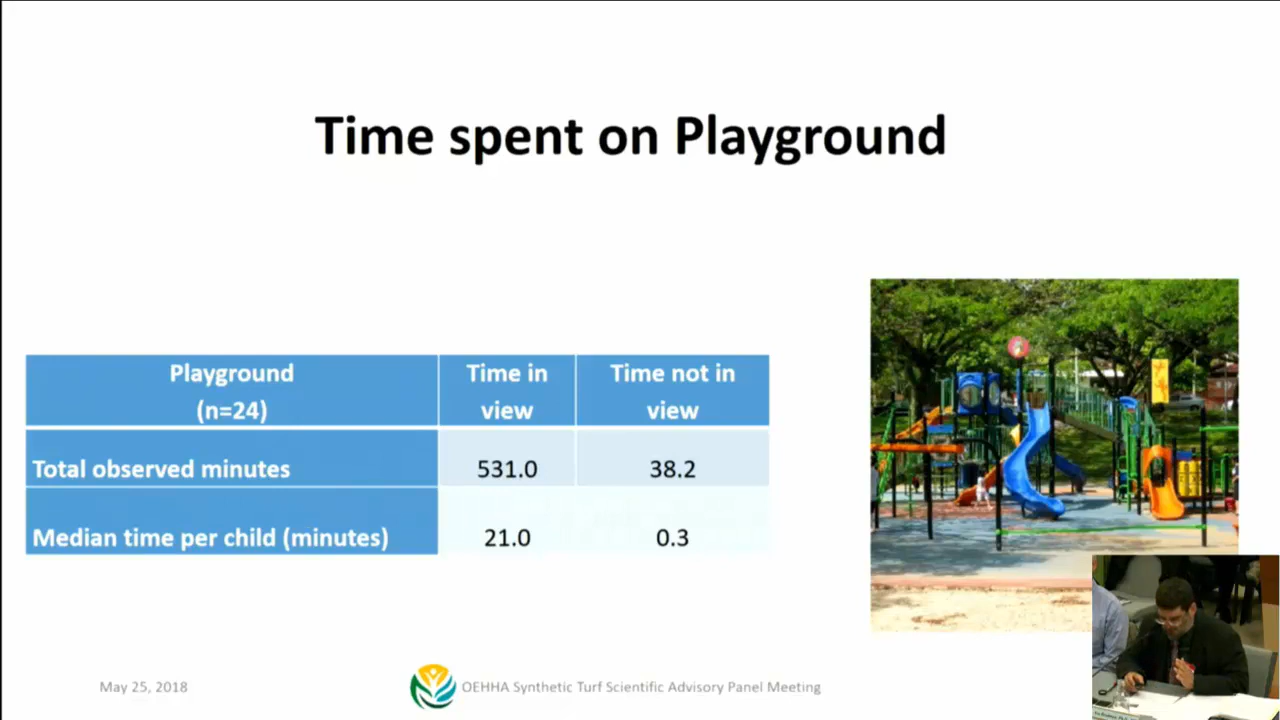 Time spent on Playground
Playground
(n=24)
Time in
view
Time not in
view
Total observed minutes
531.0
38.2
Median time per child (minutes)
21.0
0.3
May 25, 2018
OEHHA Synthetic Turf Scientific Advisory Panel Meeting